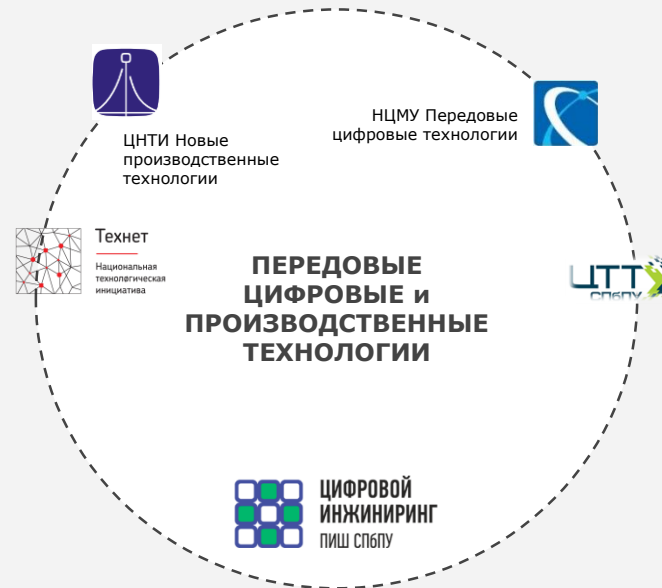 НЦМУ Передовые
цифровые технологии
ЦНТИ Новые
производственные
технологии
Технет
Национальная
технологическая
инициатива
ПЕРЕДОВЫЕ
ЦИФРОВЫЕ и
ПРОИЗВОДСТВЕННЫЕ
ТЕХНОЛОГИИ
ЦТТ
СПбПУ
ЦИФРОВОЙ
ИНЖИНИРИНГ
ПИШ СПбПУ